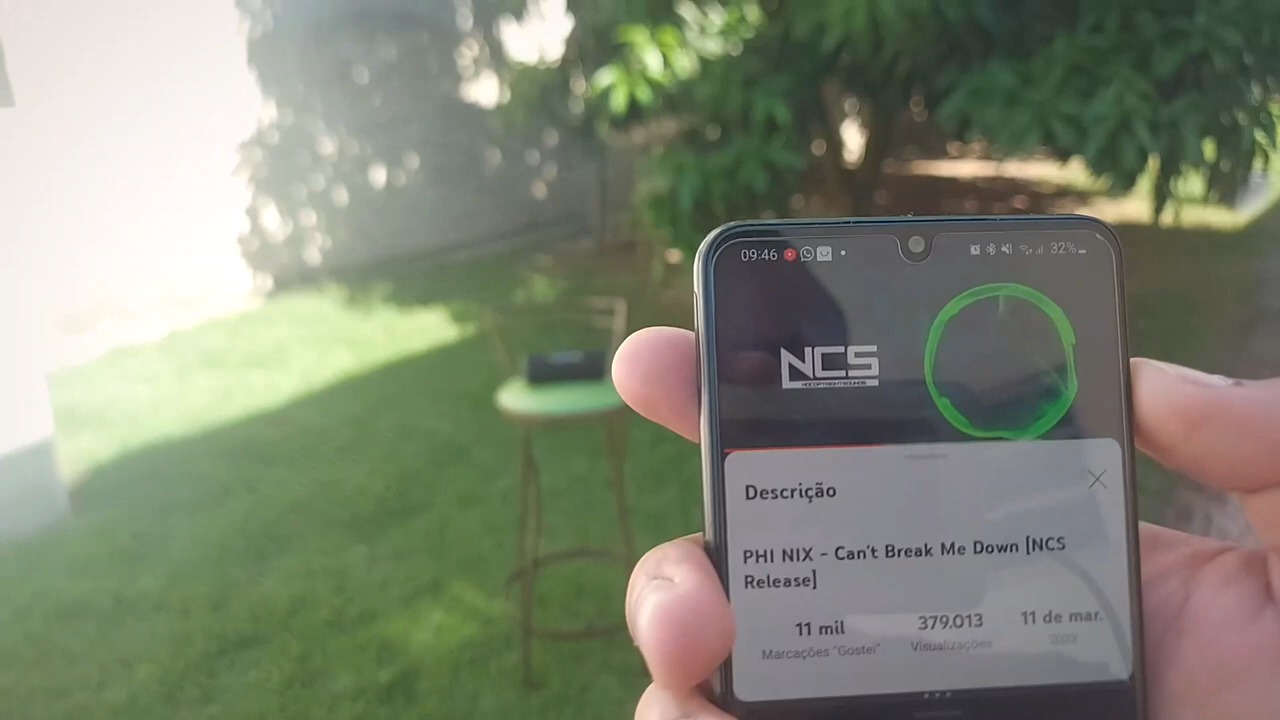 09:46
32%
NCS
NOCOPYRIGHTSOUNDS
Descrição
PHI NIX - Can't Break Me Down [NCS
Release]
11 mil 379.013 11 de mar.
Marcações "Gostei" Visualizações 2023